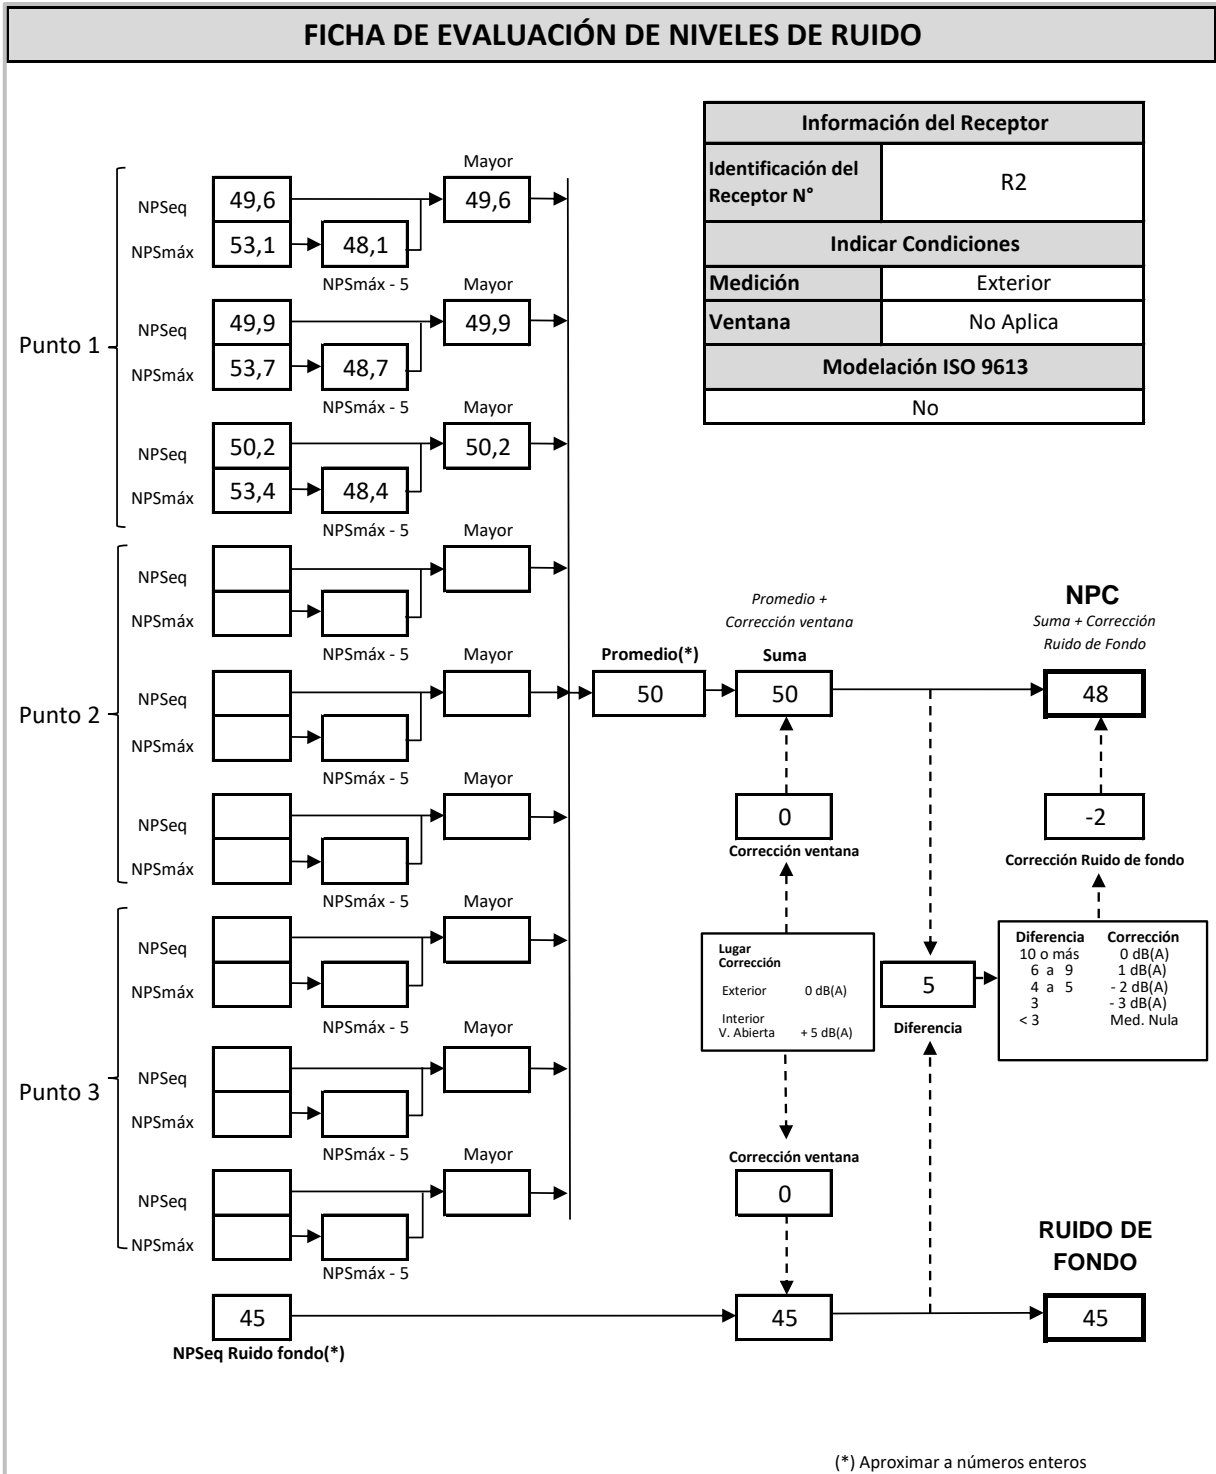 FICHA DE EVALUACIÓN DE NIVELES DE RUIDO
Información del Receptor
Identificación del
Receptor N°
R2
Indicar Condiciones
Medición
Exterior
Ventana
No Aplica
Modelación ISO 9613
No
Punto 1
Mayor
NPSeq
49,6
49,6
NPSmáx
53,1
48,1
NPSmáx - 5
Mayor
NPSeq
49,9
49,9
NPSmáx
53,7
48,7
NPSmáx - 5
Mayor
NPSeq
50,2
50,2
NPSmáx
53,4
48,4
NPSmáx - 5
Punto 2
Mayor
NPSeq
NPSmáx
NPSmáx - 5
Mayor
NPSeq
NPSmáx
NPSmáx - 5
Mayor
NPSeq
NPSmáx
NPSmáx - 5
Punto 3
Mayor
NPSeq
NPSmáx
NPSmáx - 5
Mayor
NPSeq
NPSmáx
NPSmáx - 5
Mayor
NPSeq
NPSmáx
NPSmáx - 5
Promedio(*)
50
Promedio +
Corrección ventana
Suma
50
NPC
Suma + Corrección
Ruido de Fondo
48
0
Corrección ventana
-2
Corrección Ruido de fondo
Lugar
Corrección
Exterior 0 dB(A)
Interior
V. Abierta + 5 dB(A)
5
Diferencia
Diferencia Corrección
10 o más 0 dB(A)
6 a 9 1 dB(A)
4 a 5 - 2 dB(A)
3 - 3 dB(A)
< 3 Med. Nula
Corrección ventana
0
RUIDO DE
FONDO
45
45
45
NPSeq Ruido fondo(*)
(*) Aproximar a números enteros